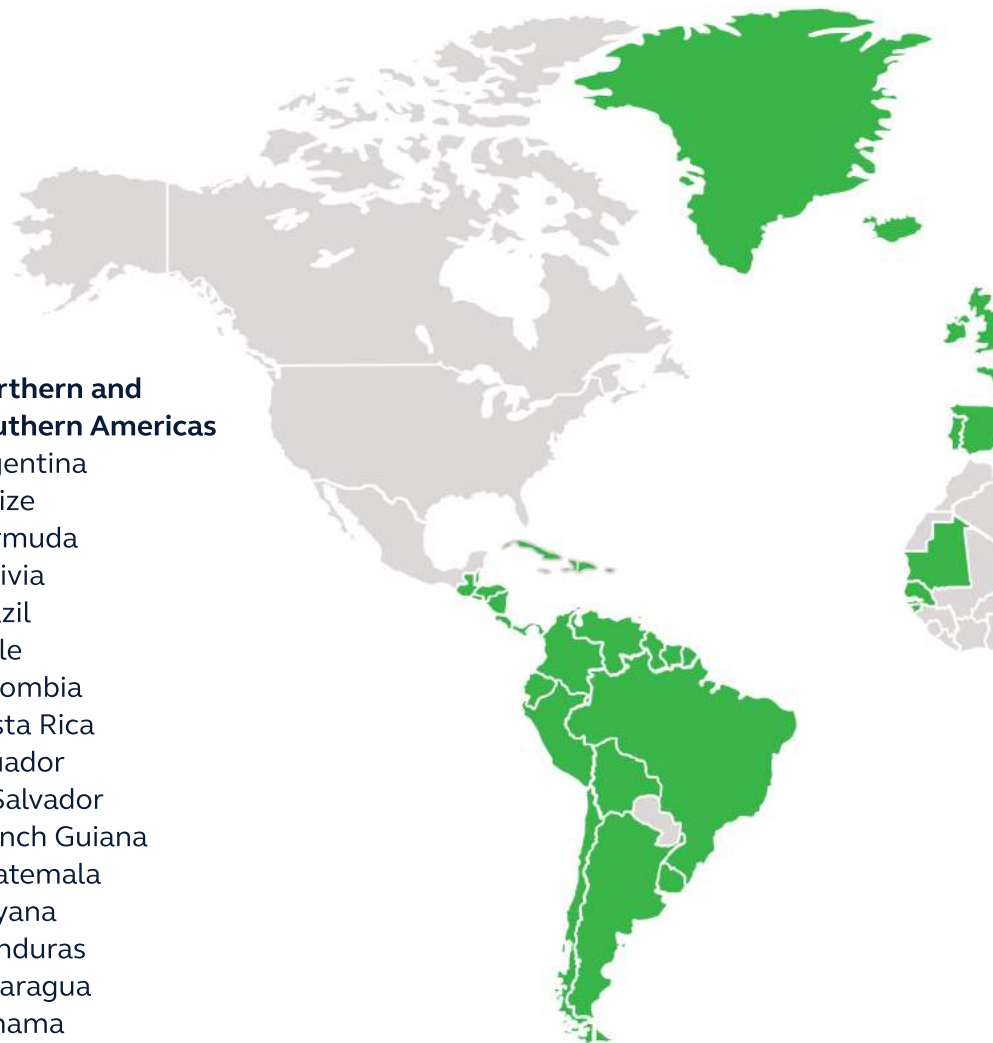 rthern and
uthern Americas
gentina
ize
rmuda
ivia
zil
le
ombia
sta Rica
uador
Salvador
nch Guiana
atemala
yana
nduras
aragua
nama